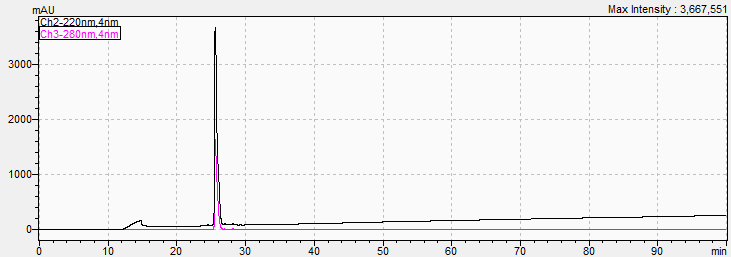 mAU
Max Intensity : 3,667,551
Ch2-220nm,4nm
Ch3-280nm,4nm
3000
2000
1000
0
0 10 20 30 40 50 60 70 80 90 min